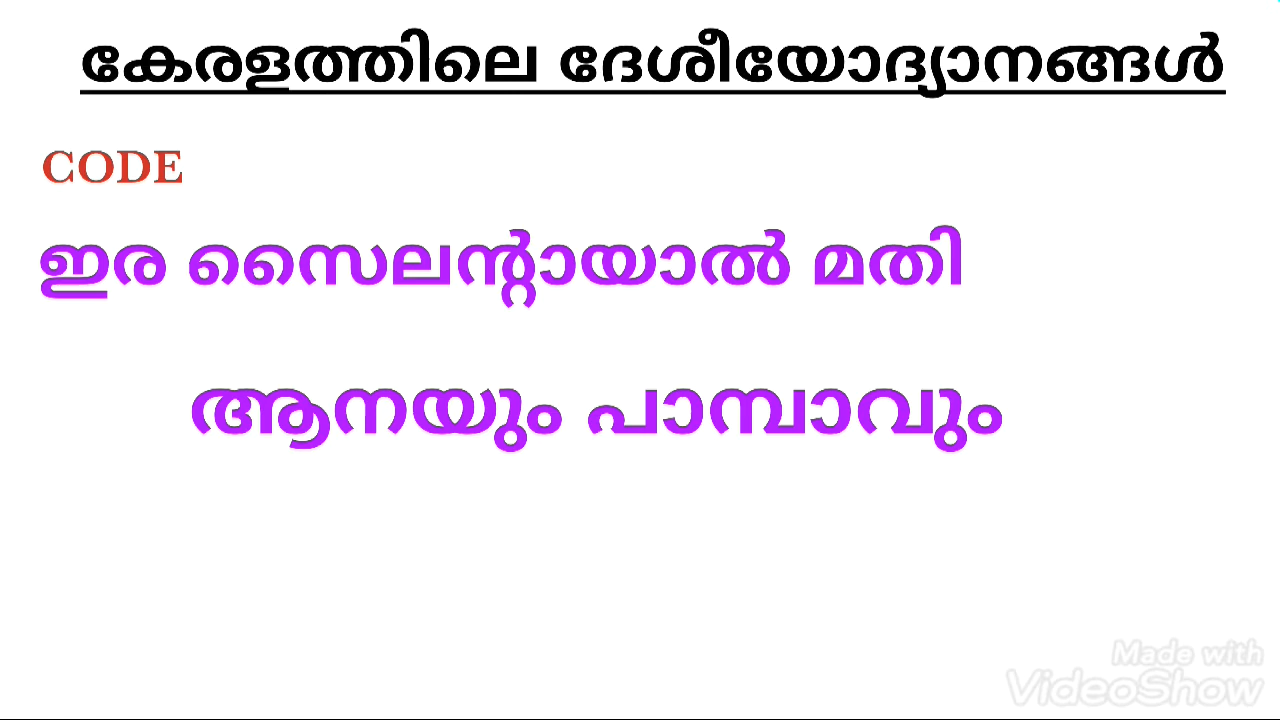 കേരളത്തിലെ ദേശീയോദ്യാനങ്ങൾ
CODE
ഇര സൈലന്റായാൽ മതി
ആനയും പാമ്പാവും
Made with
VideoShow